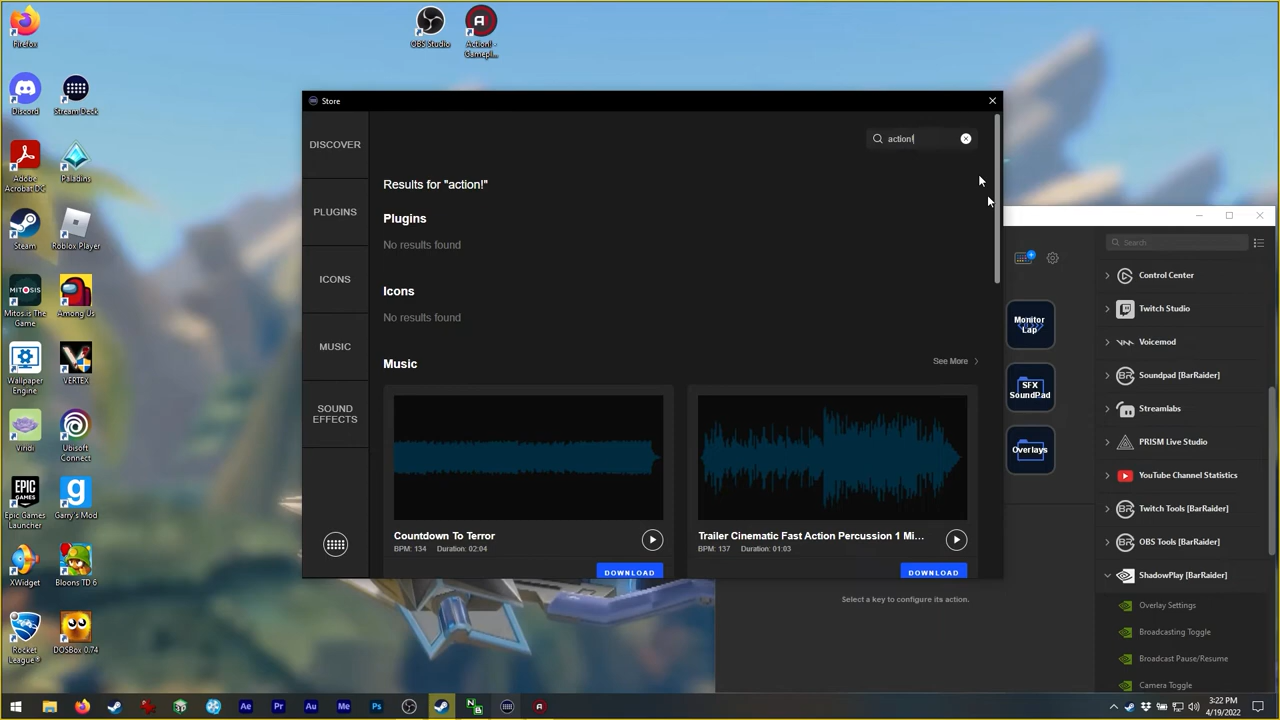 Firefox
Discord
Stream Deck
Adobe
Acrobat DC
Paladins
Steam
Roblox Player
Mitos.is The
Game
Among Us
Wallpaper
Engine
VERTEX
Vindi
Ubisoft
Connect
Epic Games
Launcher
Garry's Mod
XWidget
Bloons TD 6
Rocket
League®
DOSBox 0.74
OBS Studio
Action! -
Gamepl...
Store
DISCOVER
PLUGINS
ICONS
MUSIC
SOUND
EFFECTS
action!
Results for "action!"
Plugins
No results found
Icons
No results found
Music
See More
Countdown To Terror
BPM: 134 Duration: 02:04
DOWNLOAD
Trailer Cinematic Fast Action Percussion 1 Mi...
BPM: 137 Duration: 01:03
DOWNLOAD
Monitor
Lap
SFX
SoundPad
Overlays
Select a key to configure its action.
Search
Control Center
Twitch Studio
Voicemod
Soundpad [BarRaider]
Streamlabs
PRISM Live Studio
YouTube Channel Statistics
Twitch Tools [BarRaider]
OBS Tools [BarRaider]
ShadowPlay [BarRaider]
Overlay Settings
Broadcasting Toggle
Broadcast Pause/Resume
Camera Toggle
Ae
Pr
Au
Me
Ps
3:22 PM
4/19/2022